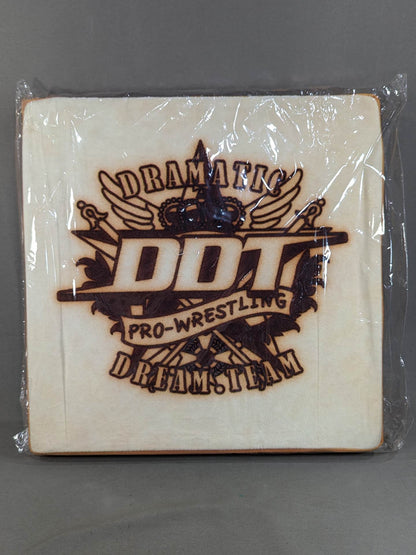 DRAMATIC
DDT
PRO-WRESTLING
DREAM TEAM